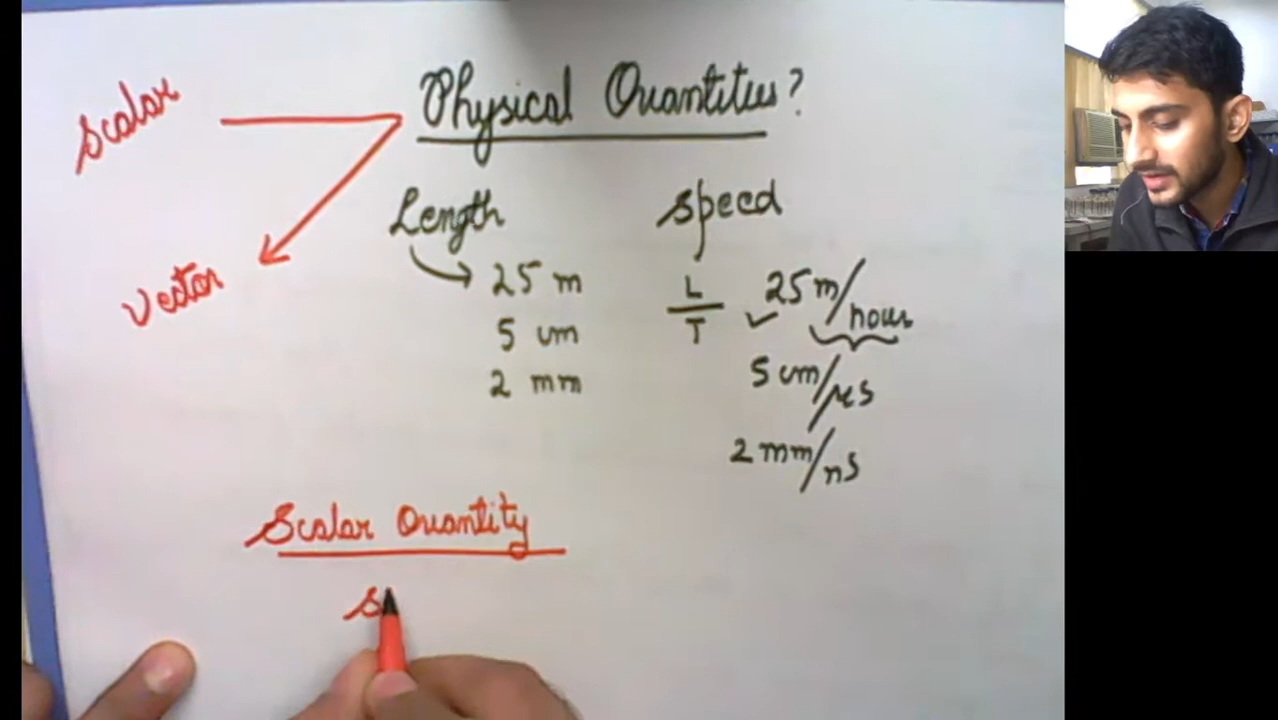 Physical Quantities?
Scalar
Vector
Length
25 m
5 cm
2 mm
speed
L/T
25 m/hour
5 cm/μs
2 mm/ns
Scalar Quantity
s